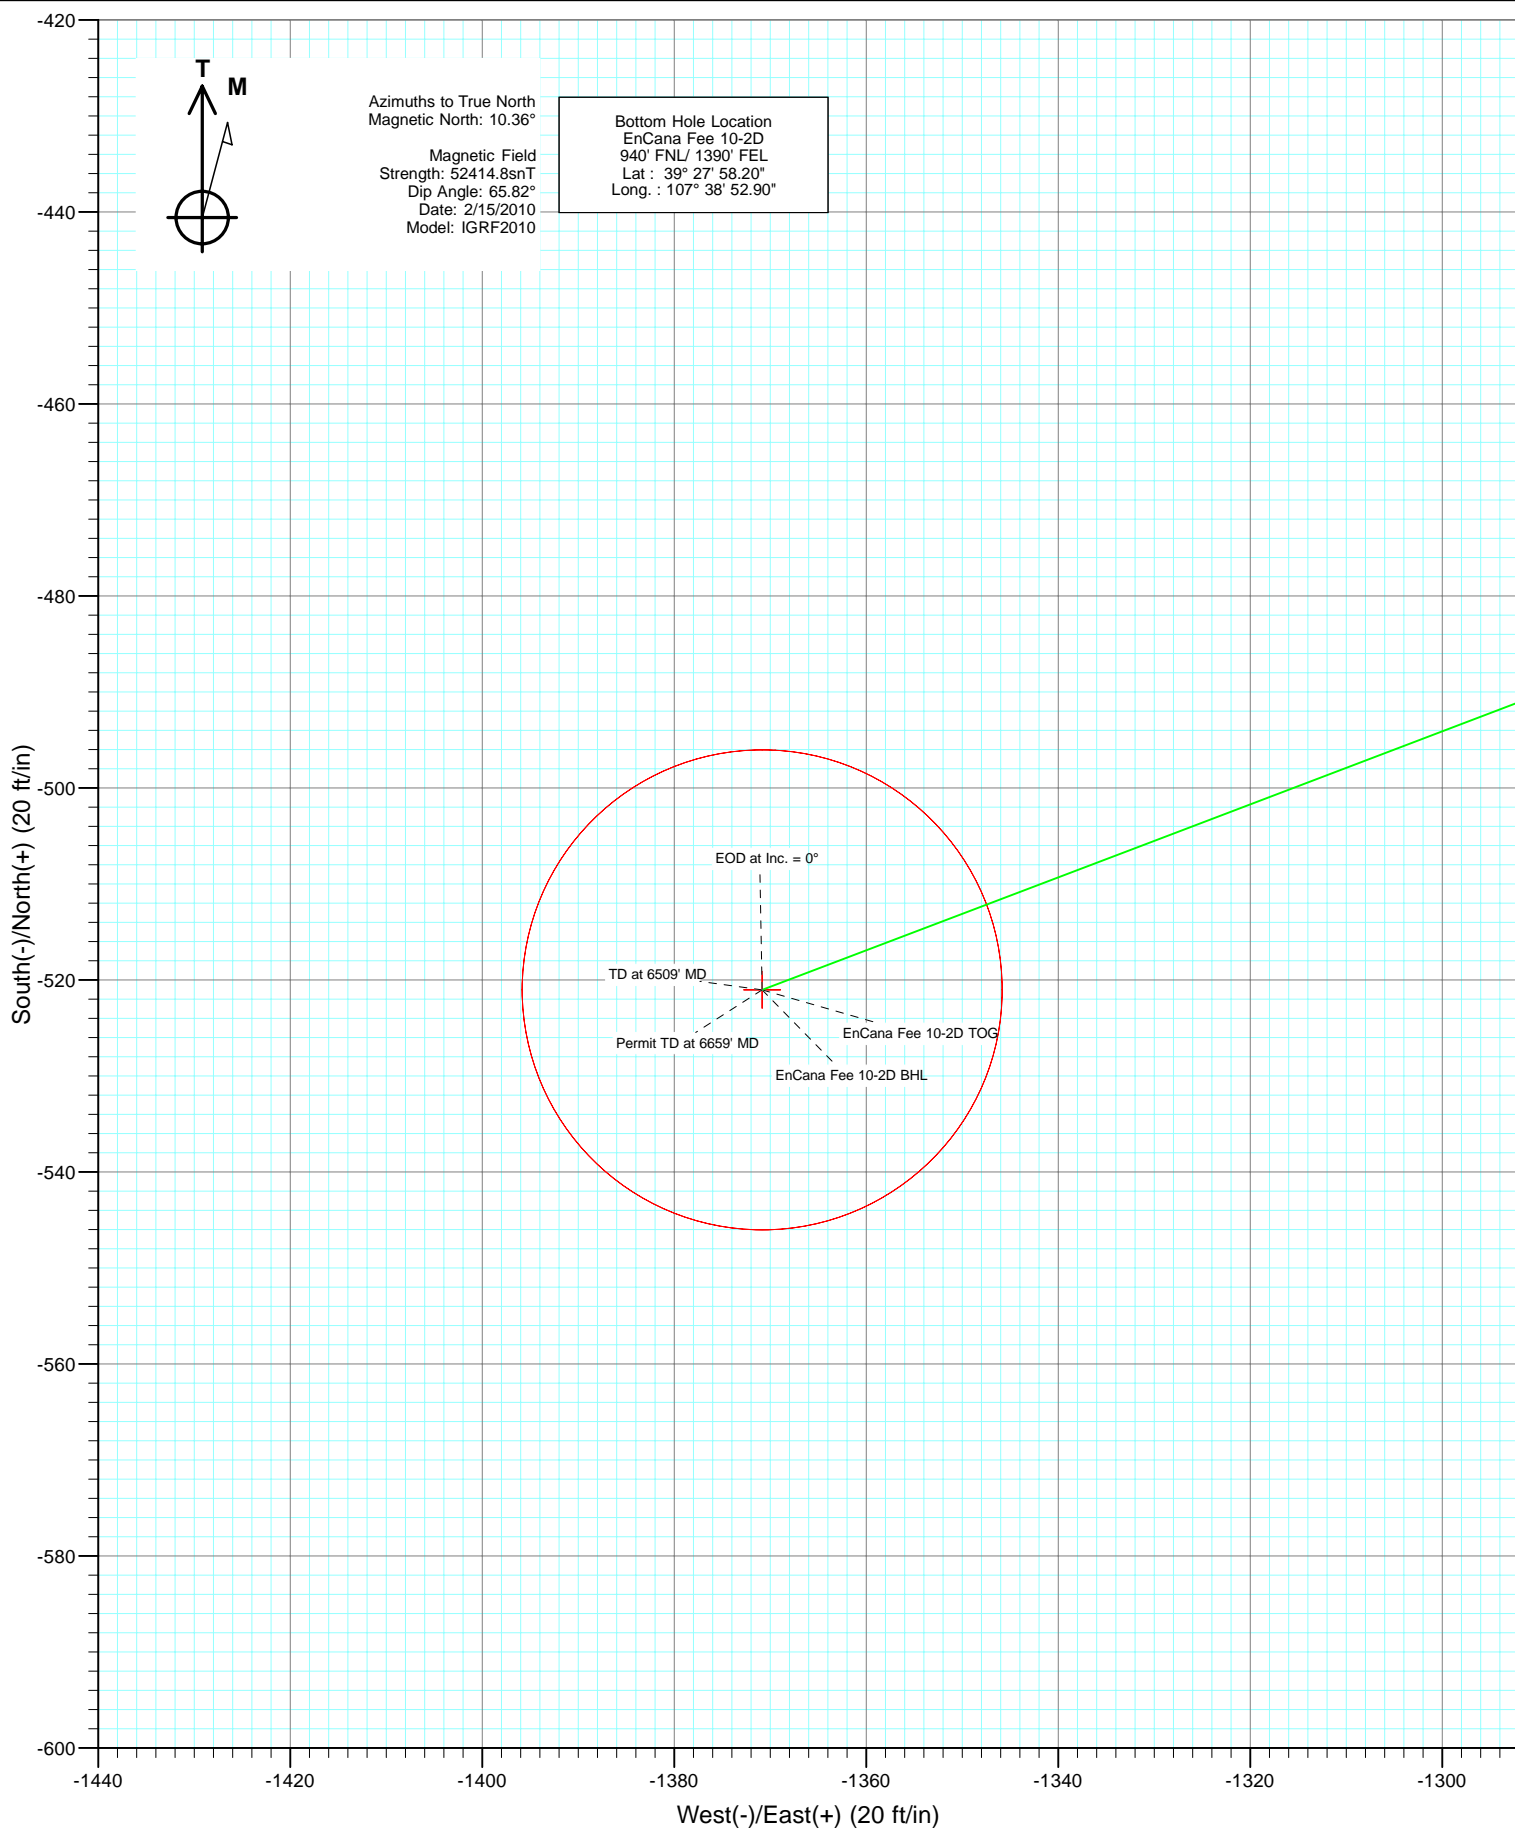 T
M
Azimuths to True North
Magnetic North: 10.36°
Magnetic Field
Strength: 52414.8snT
Dip Angle: 65.82°
Date: 2/15/2010
Model: IGRF2010
Bottom Hole Location
EnCana Fee 10-2D
940' FNL/ 1390' FEL
Lat : 39° 27' 58.20"
Long. : 107° 38' 52.90"
-420
-440
-460
-480
-500
-520
-540
-560
-580
-600
South(-)/North(+) (20 ft/in)
EOD at Inc. = 0°
TD at 6509' MD
Permit TD at 6659' MD
EnCana Fee 10-2D TOG
EnCana Fee 10-2D BHL
-1440
-1420
-1400
-1380
-1360
-1340
-1320
-1300
West(-)/East(+) (20 ft/in)